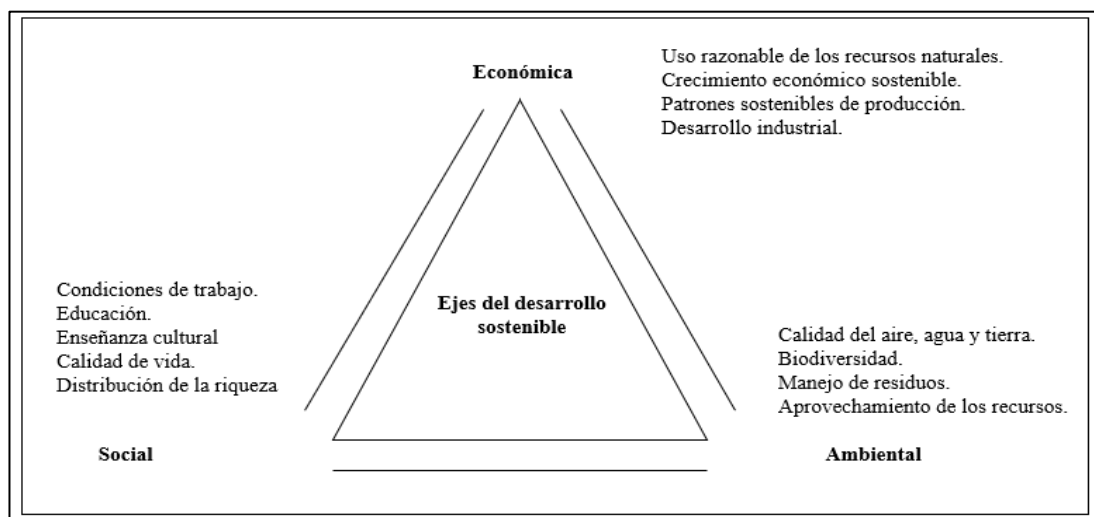 Económica
Uso razonable de los recursos naturales.
Crecimiento económico sostenible.
Patrones sostenibles de producción.
Desarrollo industrial.
Condiciones de trabajo.
Educación.
Enseñanza cultural
Calidad de vida.
Distribución de la riqueza
Ejes del desarrollo
sostenible
Calidad del aire, agua y tierra.
Biodiversidad.
Manejo de residuos.
Aprovechamiento de los recursos.
Social
Ambiental